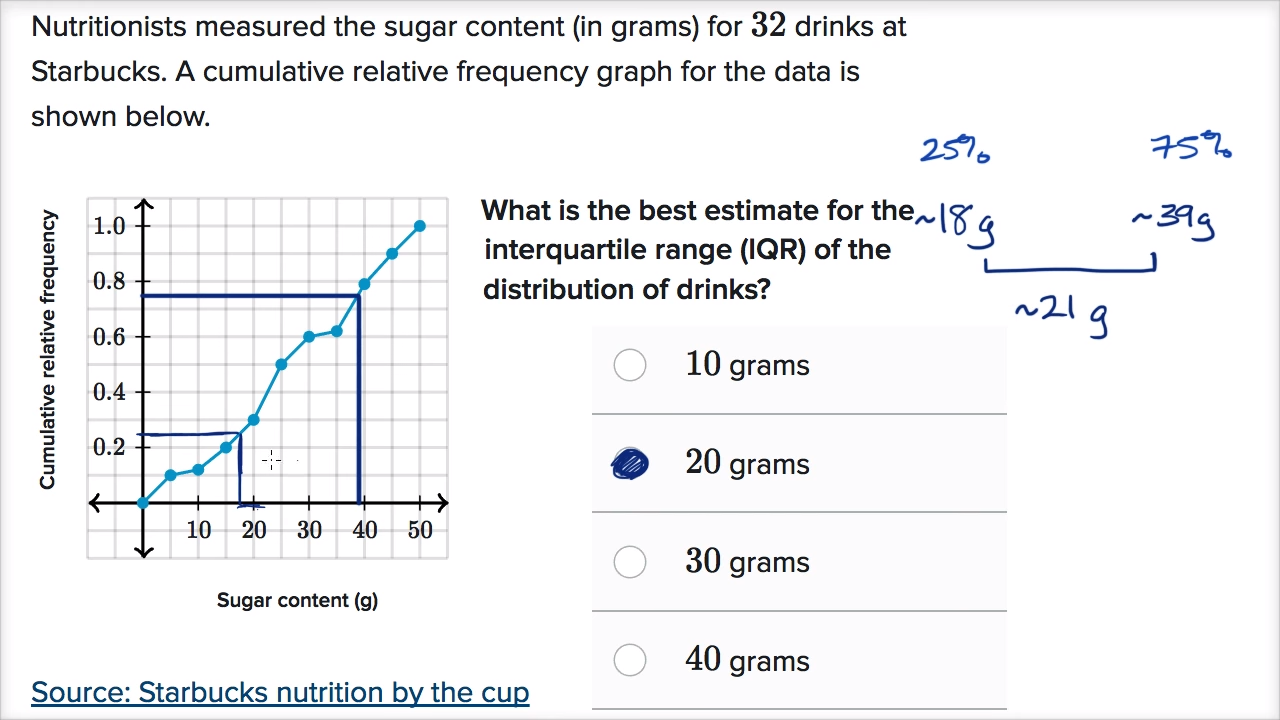 Nutritionists measured the sugar content (in grams) for 32 drinks at
Starbucks. A cumulative relative frequency graph for the data is
shown below.
25% 75%
~18g ~39g
~21 g
What is the best estimate for the
interquartile range (IQR) of the
distribution of drinks?
Cumulative relative frequency
1.0
0.8
0.6
0.4
0.2
10 20 30 40 50
Sugar content (g)
10 grams
20 grams
30 grams
40 grams
Source: Starbucks nutrition by the cup